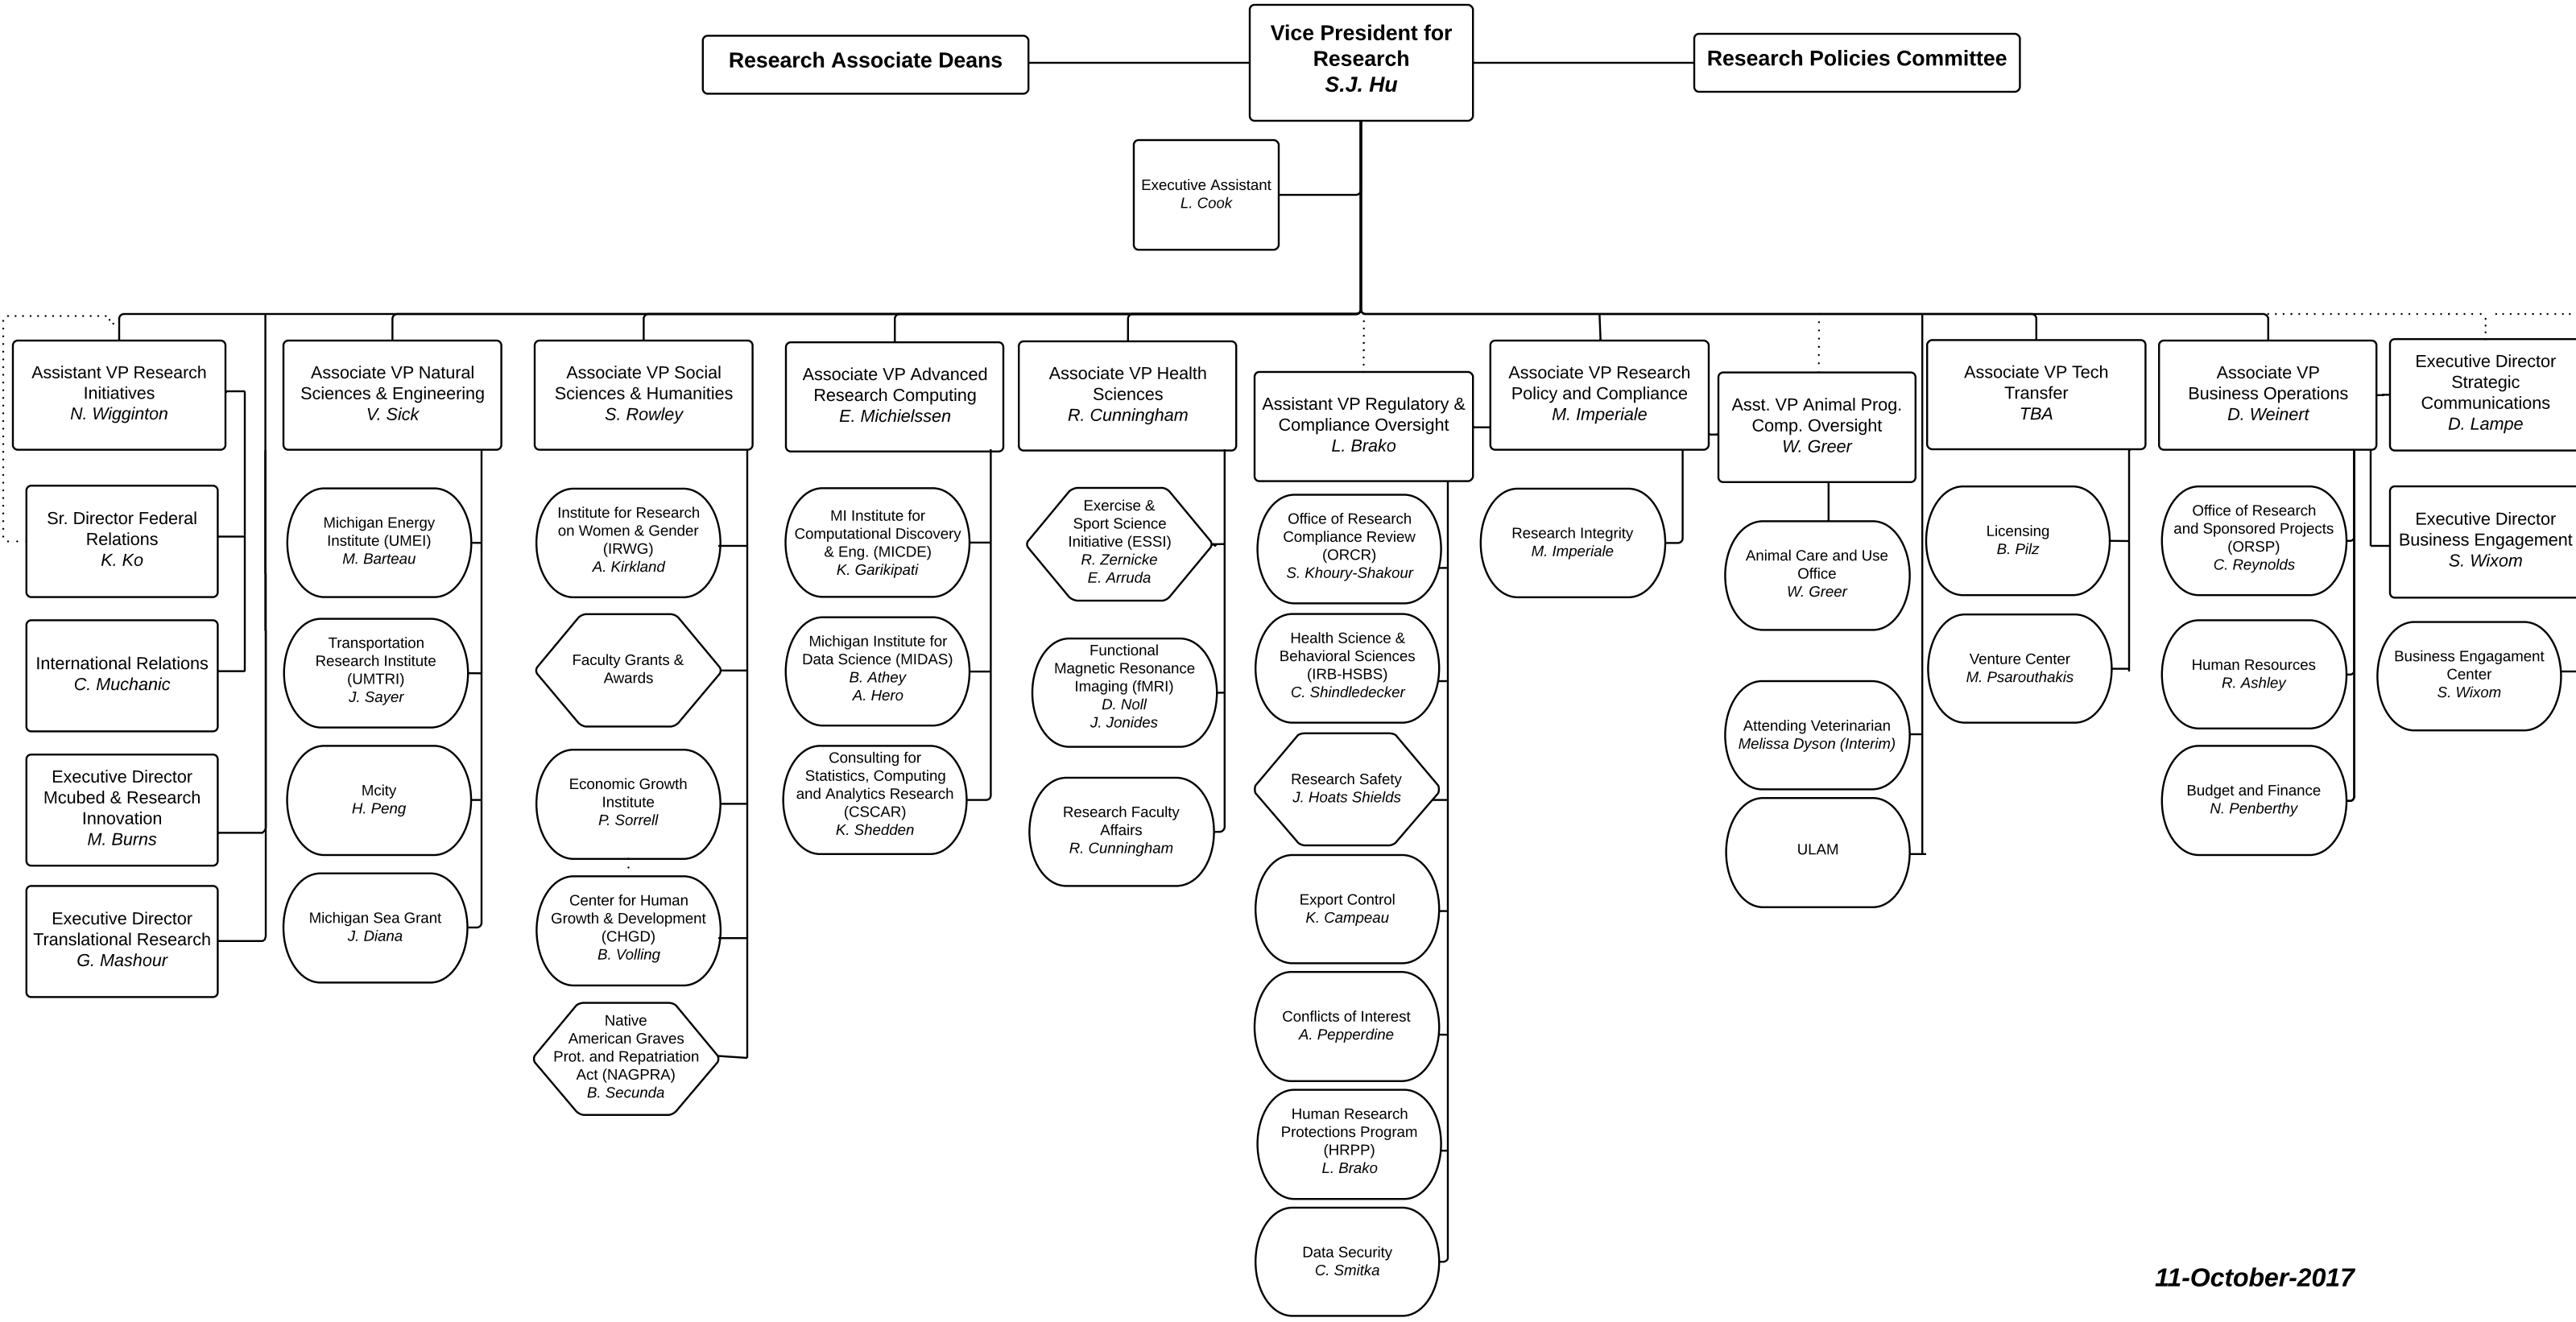 Research Associate Deans
Vice President for
Research
S.J. Hu
Research Policies Committee
Executive Assistant
L. Cook
Assistant VP Research
Initiatives
N. Wigginton
Sr. Director Federal
Relations
K. Ko
International Relations
C. Muchanic
Executive Director
Mcubed & Research
Innovation
M. Burns
Executive Director
Translational Research
G. Mashour
Associate VP Natural
Sciences & Engineering
V. Sick
Michigan Energy
Institute (UMEI)
M. Barteau
Transportation
Research Institute
(UMTRI)
J. Sayer
Mcity
H. Peng
Michigan Sea Grant
J. Diana
Associate VP Social
Sciences & Humanities
S. Rowley
Institute for Research
on Women & Gender
(IRWG)
A. Kirkland
Faculty Grants &
Awards
Economic Growth
Institute
P. Sorrell
Center for Human
Growth & Development
(CHGD)
B. Volling
Native
American Graves
Prot. and Repatriation
Act (NAGPRA)
B. Secunda
Associate VP Advanced
Research Computing
E. Michielssen
MI Institute for
Computational Discovery
& Eng. (MICDE)
K. Garikipati
Michigan Institute for
Data Science (MIDAS)
B. Athey
A. Hero
Consulting for
Statistics, Computing
and Analytics Research
(CSCAR)
K. Shedden
Associate VP Health
Sciences
R. Cunningham
Exercise &
Sport Science
Initiative (ESSI)
R. Zernicke
E. Arruda
Functional
Magnetic Resonance
Imaging (fMRI)
D. Noll
J. Jonides
Research Faculty
Affairs
R. Cunningham
Assistant VP Regulatory &
Compliance Oversight
L. Brako
Office of Research
Compliance Review
(ORCR)
S. Khoury-Shakour
Health Science &
Behavioral Sciences
(IRB-HSBS)
C. Shindledecker
Research Safety
J. Hoats Shields
Export Control
K. Campeau
Conflicts of Interest
A. Pepperdine
Human Research
Protections Program
(HRPP)
L. Brako
Data Security
C. Smitka
Associate VP Research
Policy and Compliance
M. Imperiale
Research Integrity
M. Imperiale
Asst. VP Animal Prog.
Comp. Oversight
W. Greer
Animal Care and Use
Office
W. Greer
Attending Veterinarian
Melissa Dyson (Interim)
ULAM
Associate VP Tech
Transfer
TBA
Licensing
B. Pilz
Venture Center
M. Psarouthakis
Associate VP
Business Operations
D. Weinert
Office of Research
and Sponsored Projects
(ORSP)
C. Reynolds
Human Resources
R. Ashley
Budget and Finance
N. Penberthy
Executive Director
Strategic
Communications
D. Lampe
Executive Director
Business Engagement
S. Wixom
Business Engagament
Center
S. Wixom
11-October-2017